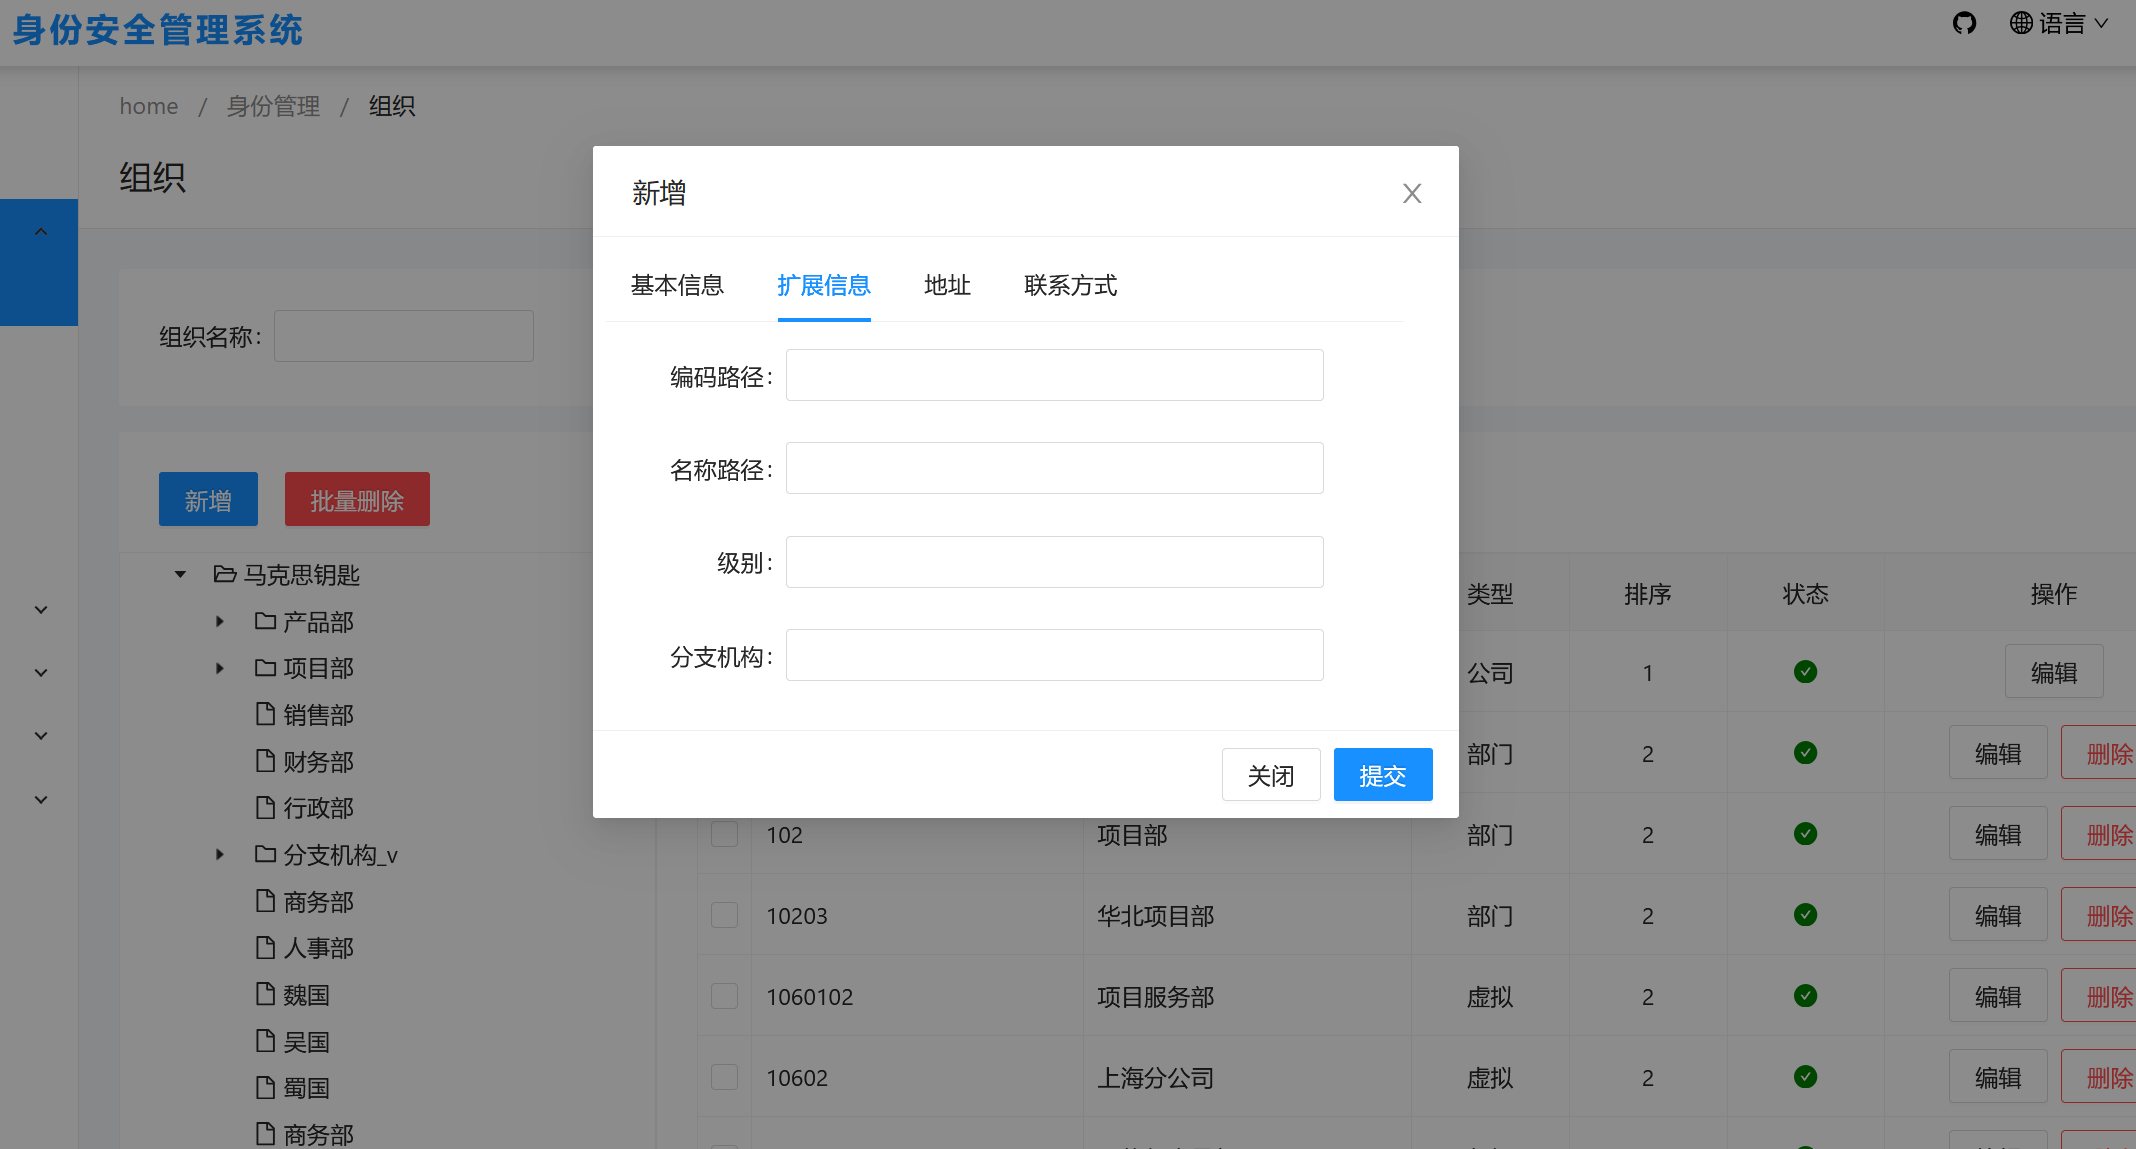 身份安全管理系统
语言
home / 身份管理 / 组织
组织
组织名称:
新增 批量删除
马克思钥匙
产品部
项目部
销售部
财务部
行政部
分支机构_v
商务部
人事部
魏国
吴国
蜀国
商务部
新增
基本信息 扩展信息 地址 联系方式
编码路径:
名称路径:
级别:
分支机构:
关闭 提交
类型 排序 状态 操作
公司 1 编辑
部门 2 编辑 删除
102 项目部 部门 2 编辑 删除
10203 华北项目部 部门 2 编辑 删除
1060102 项目服务部 虚拟 2 编辑 删除
10602 上海分公司 虚拟 2 编辑 删除